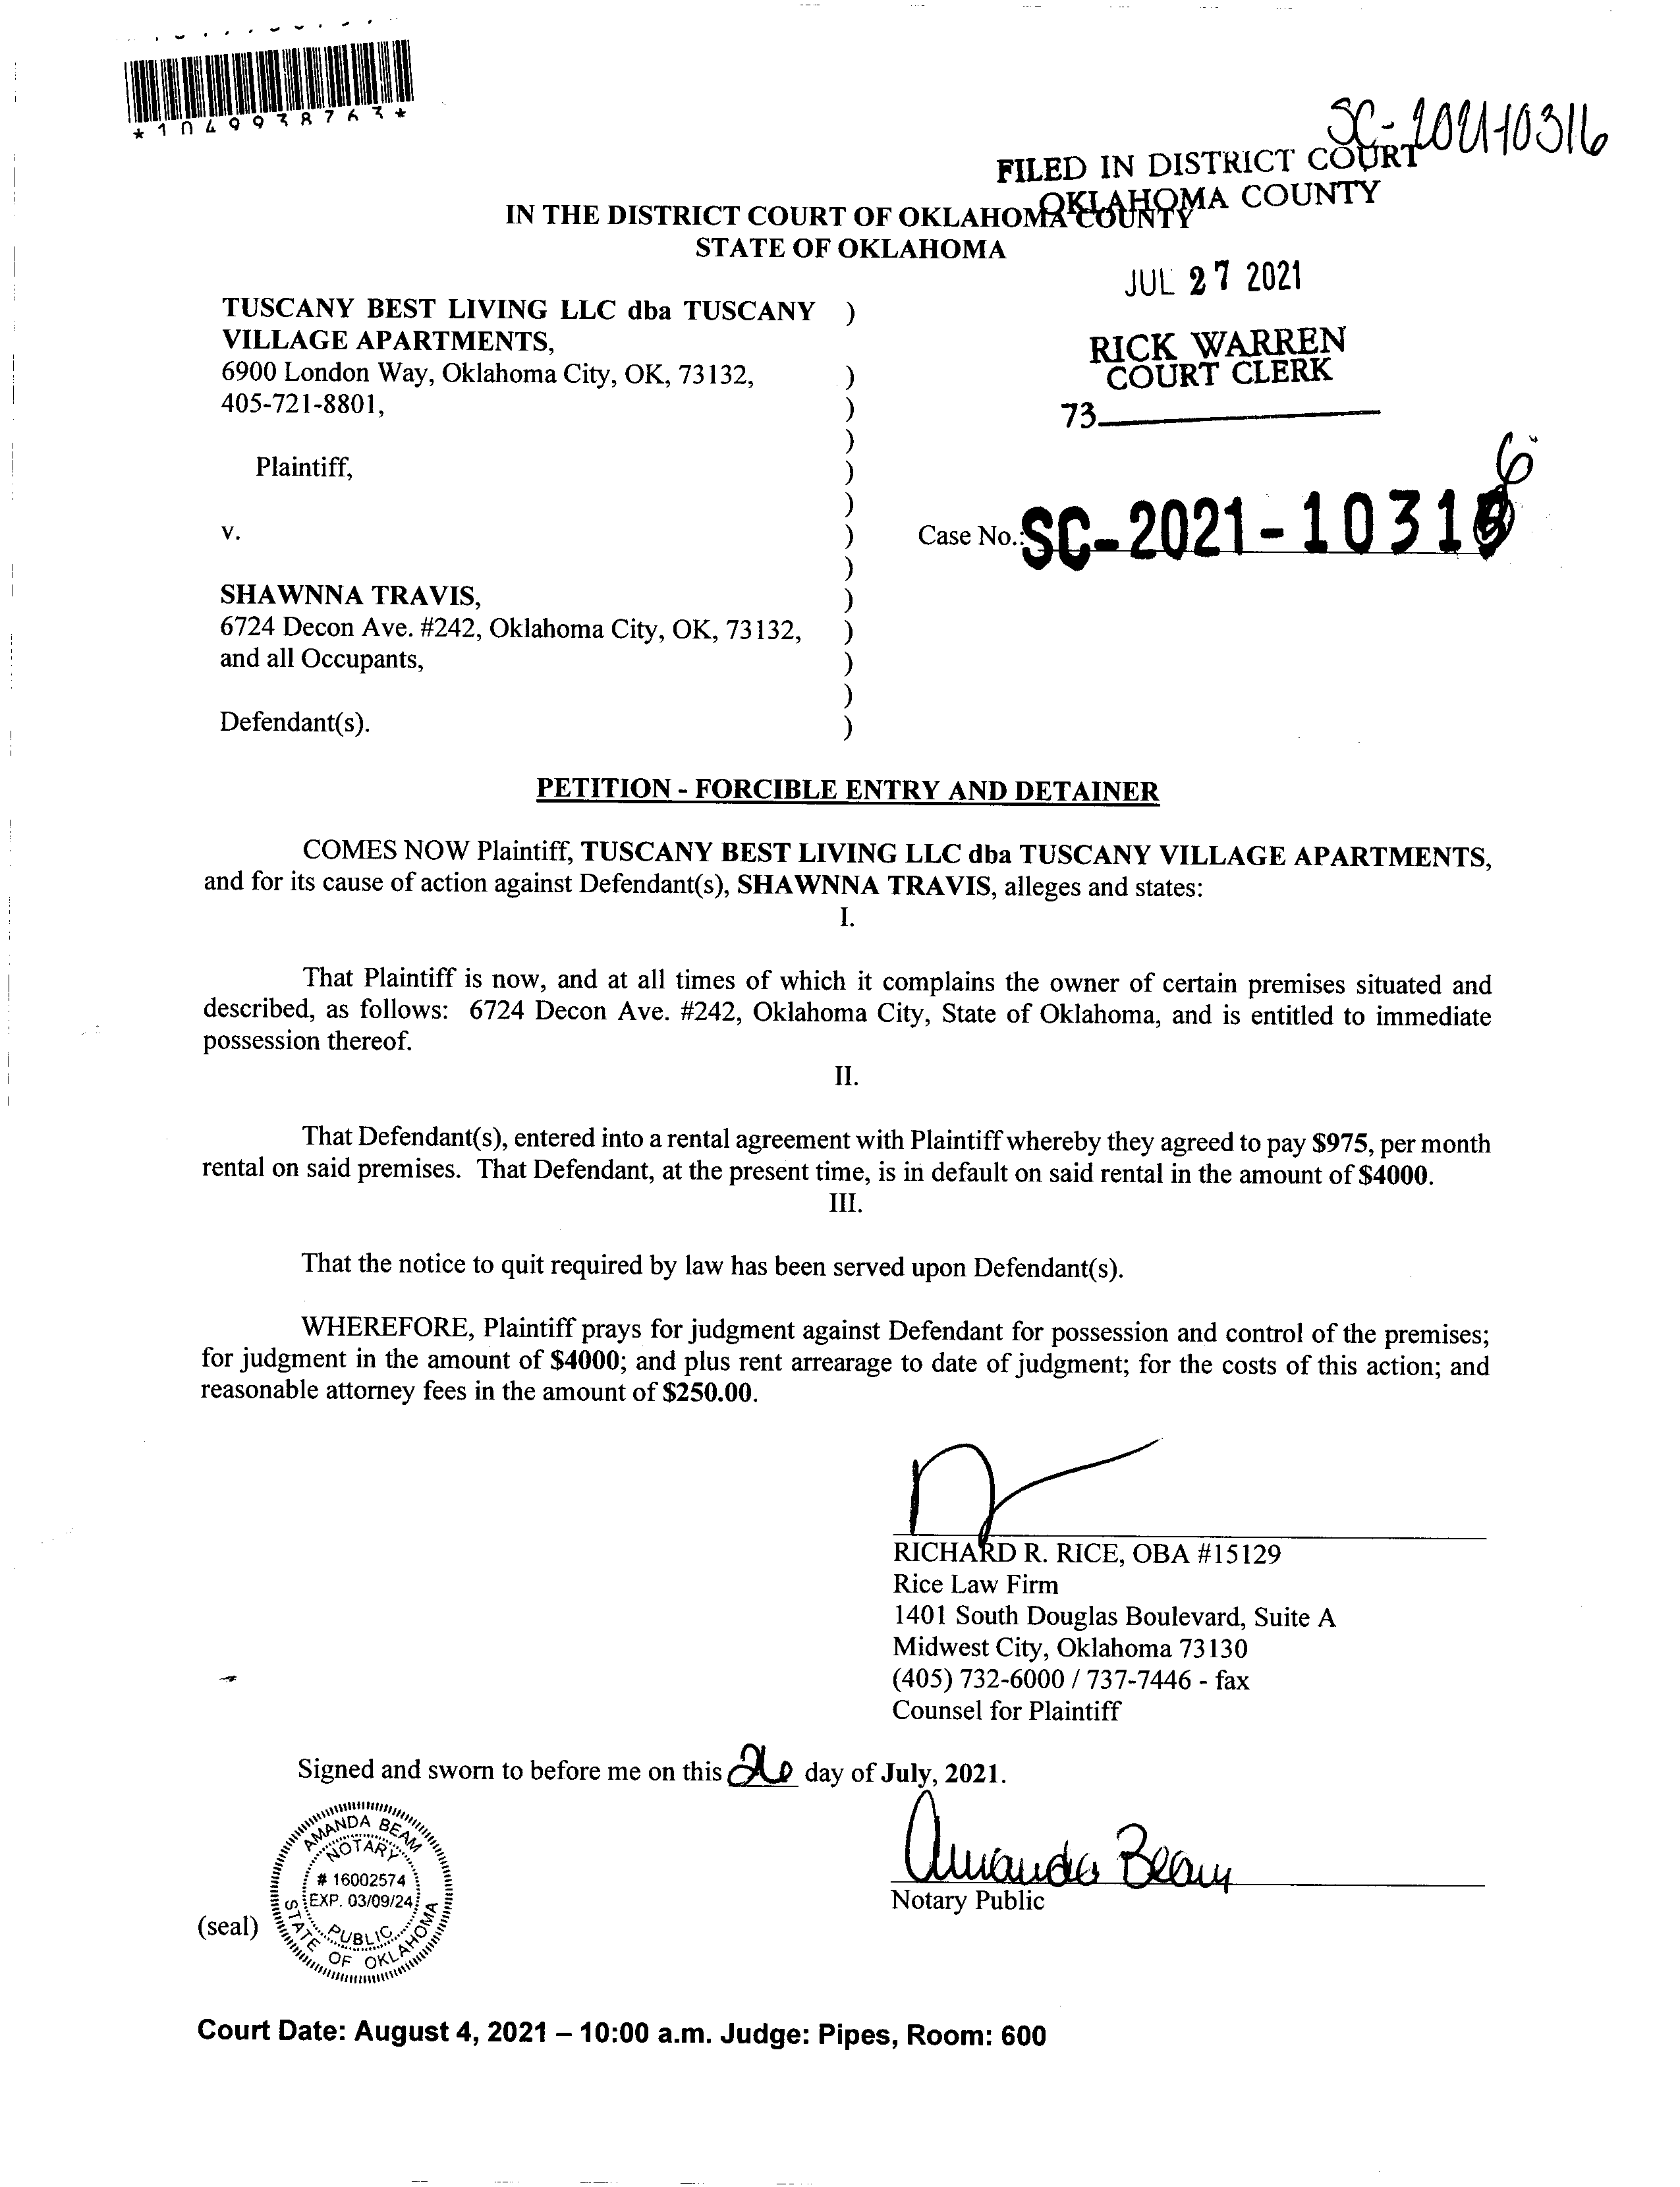 *1049938763*
SC-2021-10316
FILED IN DISTRICT COURT
OKLAHOMA COUNTY
IN THE DISTRICT COURT OF OKLAHOMA COUNTY
STATE OF OKLAHOMA
JUL 27 2021
RICK WARREN
COURT CLERK
73
TUSCANY BEST LIVING LLC dba TUSCANY )
VILLAGE APARTMENTS,
6900 London Way, Oklahoma City, OK, 73132, )
405-721-8801, )
)
Plaintiff, )
)
v. )
Case No.: SC-2021-10316
)
SHAWNNA TRAVIS, )
6724 Decon Ave. #242, Oklahoma City, OK, 73132, )
and all Occupants, )
)
Defendant(s). )
PETITION - FORCIBLE ENTRY AND DETAINER
COMES NOW Plaintiff, TUSCANY BEST LIVING LLC dba TUSCANY VILLAGE APARTMENTS,
and for its cause of action against Defendant(s), SHAWNNA TRAVIS, alleges and states:
I.
That Plaintiff is now, and at all times of which it complains the owner of certain premises situated and
described, as follows: 6724 Decon Ave. #242, Oklahoma City, State of Oklahoma, and is entitled to immediate
possession thereof.
II.
That Defendant(s), entered into a rental agreement with Plaintiff whereby they agreed to pay $975, per month
rental on said premises. That Defendant, at the present time, is in default on said rental in the amount of $4000.
III.
That the notice to quit required by law has been served upon Defendant(s).
WHEREFORE, Plaintiff prays for judgment against Defendant for possession and control of the premises;
for judgment in the amount of $4000; and plus rent arrearage to date of judgment; for the costs of this action; and
reasonable attorney fees in the amount of $250.00.
RICHARD R. RICE, OBA #15129
Rice Law Firm
1401 South Douglas Boulevard, Suite A
Midwest City, Oklahoma 73130
(405) 732-6000 / 737-7446 - fax
Counsel for Plaintiff
Signed and sworn to before me on this 26 day of July, 2021.
Amanda Beam
Notary Public
(seal)
AMANDA BEAM
NOTARY
# 16002574
EXP. 03/09/24
PUBLIC
STATE OF OKLAHOMA
Court Date: August 4, 2021 – 10:00 a.m. Judge: Pipes, Room: 600